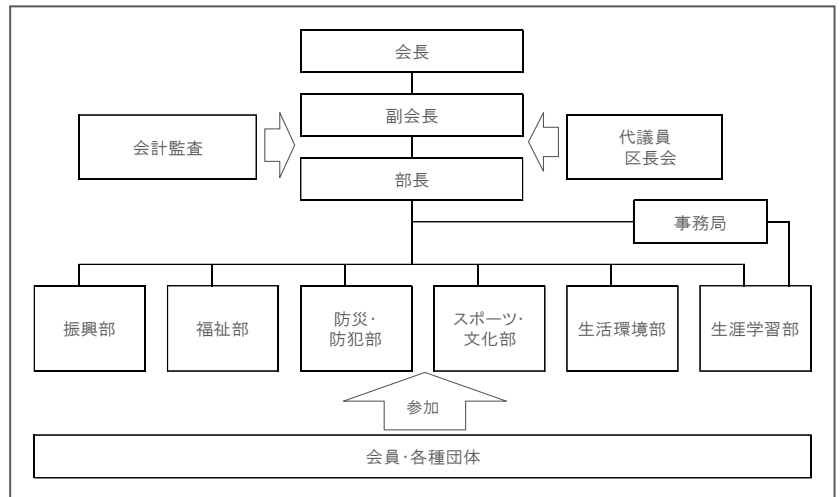 会長
副会長
会計監査
代議員
区長会
部長
事務局
振興部
福祉部
防災・
防犯部
スポーツ・
文化部
生活環境部
生涯学習部
参加
会員・各種団体